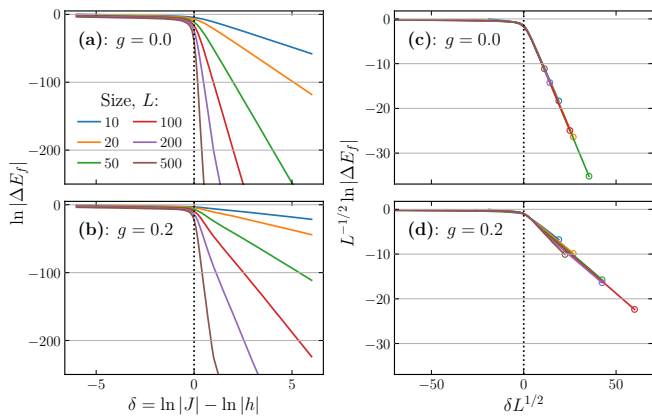 0
−100
−200
(a): g = 0.0
Size, L:
10 100
20 200
50 500
0
−10
−20
−30
(c): g = 0.0
ln |ΔE_f|
L^{−1/2} ln |ΔE_f|
0
−100
−200
(b): g = 0.2
0
−10
−20
−30
(d): g = 0.2
−5 0 5
−50 0 50
δ = ln |J| − ln |h|
δL^{1/2}